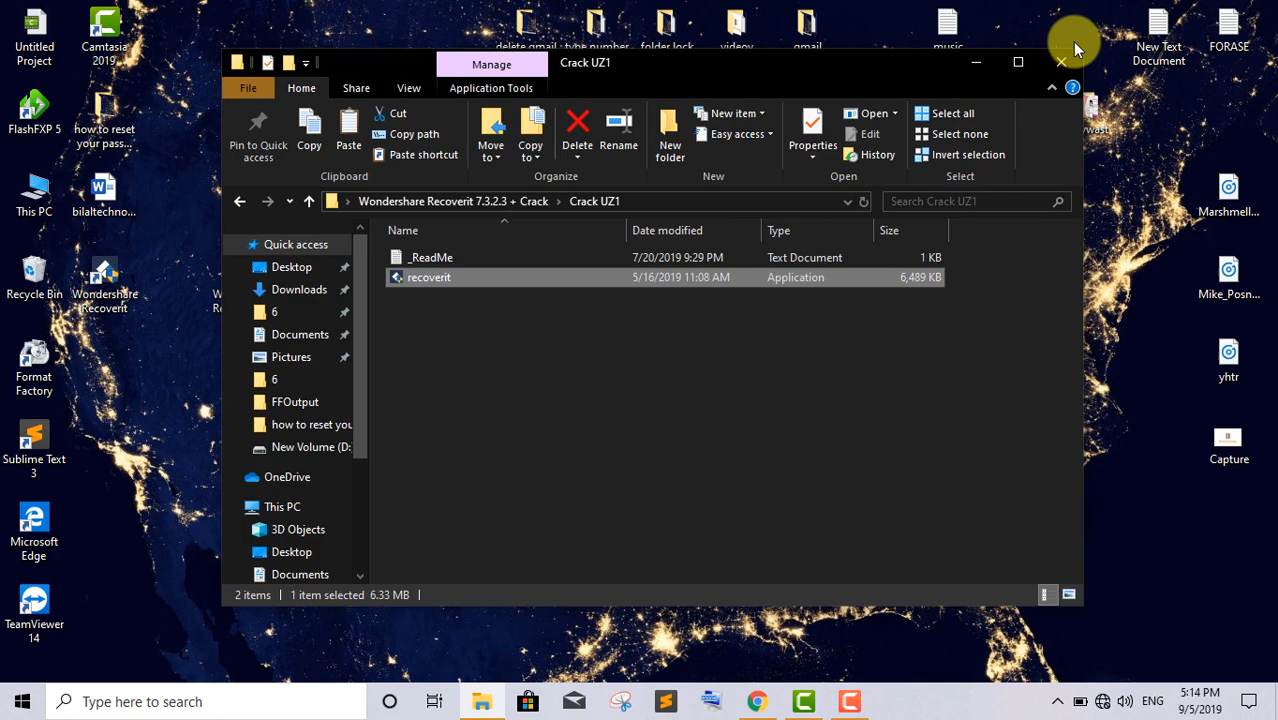 Untitled
Project
Camtasia
2019
delete gmail
type number
folder lock
videov
gmail
music
New Text
Document
FORASE
Manage
Crack UZ1
File
Home
Share
View
Application Tools
FlashFXP 5
how to reset
your pass...
Pin to Quick
access
Copy
Paste
Cut
Copy path
Paste shortcut
Clipboard
Move
to
Copy
to
Delete
Rename
Organize
New
folder
New item
Easy access
New
Properties
Open
Edit
History
Open
Select all
Select none
Invert selection
Select
This PC
bilaltechno...
Wondershare Recoverit 7.3.2.3 + Crack
Crack UZ1
Search Crack UZ1
Marshmell...
Name
Date modified
Type
Size
_ReadMe
7/20/2019 9:29 PM
Text Document
1 KB
recoverit
5/16/2019 11:08 AM
Application
6,489 KB
Quick access
Desktop
Downloads
6
Documents
Pictures
6
FFOutput
how to reset you
New Volume (D:
OneDrive
This PC
3D Objects
Desktop
Documents
Recycle Bin
Wondershare
Recoverit
Mike_Posn...
Format
Factory
yhtr
Sublime Text
3
Capture
Microsoft
Edge
TeamViewer
14
2 items
1 item selected 6.33 MB
Type here to search
ENG
5:14 PM
9/5/2019